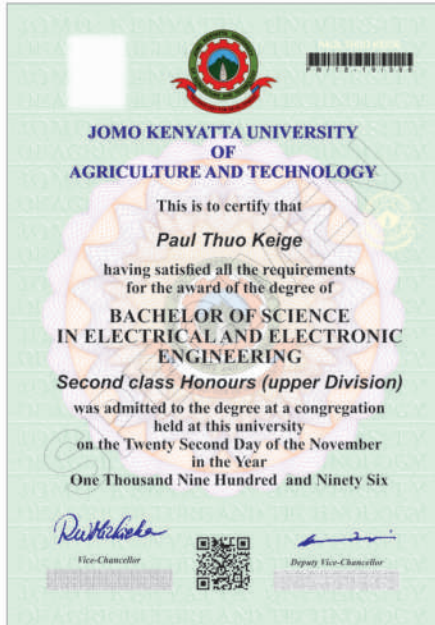 JOMO KENYATTA UNIVERSITY
OF
AGRICULTURE AND TECHNOLOGY
This is to certify that
Paul Thuo Keige
having satisfied all the requirements
for the award of the degree of
BACHELOR OF SCIENCE
IN ELECTRICAL AND ELECTRONIC
ENGINEERING
Second class Honours (upper Division)
was admitted to the degree at a congregation
held at this university
on the Twenty Second Day of the November
in the Year
One Thousand Nine Hundred and Ninety Six
Vice-Chancellor
Deputy Vice-Chancellor